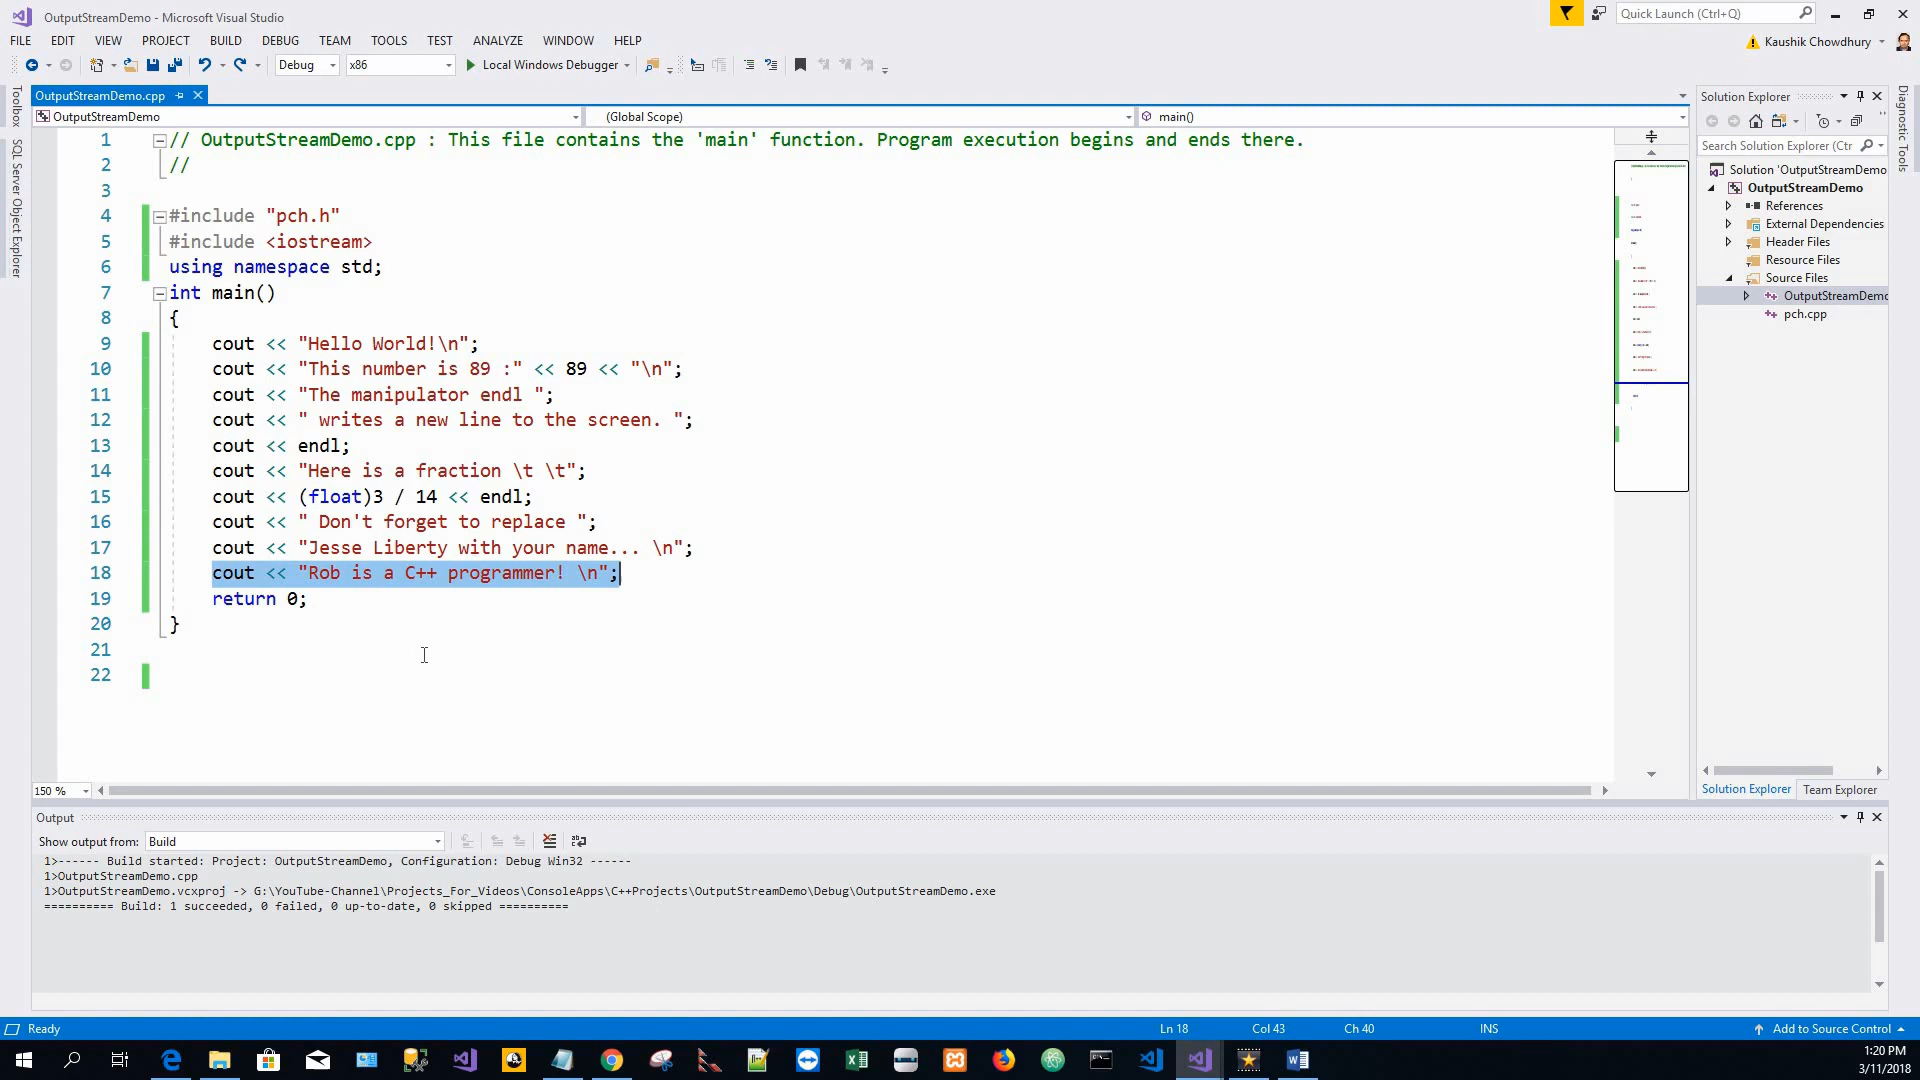 OutputStreamDemo - Microsoft Visual Studio
Quick Launch (Ctrl+Q)
FILE EDIT VIEW PROJECT BUILD DEBUG TEAM TOOLS TEST ANALYZE WINDOW HELP
Kaushik Chowdhury
Debug x86 Local Windows Debugger
Toolbox
SQL Server Object Explorer
OutputStreamDemo.cpp
OutputStreamDemo (Global Scope) main()
1 // OutputStreamDemo.cpp : This file contains the 'main' function. Program execution begins and ends there.
2 //
3
4 #include "pch.h"
5 #include <iostream>
6 using namespace std;
7 int main()
8 {
9 cout << "Hello World!\n";
10 cout << "This number is 89 :" << 89 << "\n";
11 cout << "The manipulator endl ";
12 cout << " writes a new line to the screen. ";
13 cout << endl;
14 cout << "Here is a fraction \t \t";
15 cout << (float)3 / 14 << endl;
16 cout << " Don't forget to replace ";
17 cout << "Jesse Liberty with your name... \n";
18 cout << "Rob is a C++ programmer! \n";
19 return 0;
20 }
21
22
150 %
Solution Explorer
Search Solution Explorer (Ctr
Solution 'OutputStreamDemo
OutputStreamDemo
References
External Dependencies
Header Files
Resource Files
Source Files
OutputStreamDemo
pch.cpp
Solution Explorer Team Explorer
Diagnostic Tools
Output
Show output from: Build
1>------ Build started: Project: OutputStreamDemo, Configuration: Debug Win32 ------
1>OutputStreamDemo.cpp
1>OutputStreamDemo.vcxproj -> G:\YouTube-Channel\Projects_For_Videos\ConsoleApps\C++Projects\OutputStreamDemo\Debug\OutputStreamDemo.exe
========== Build: 1 succeeded, 0 failed, 0 up-to-date, 0 skipped ==========
Ready Ln 18 Col 43 Ch 40 INS Add to Source Control
1:20 PM
3/11/2018